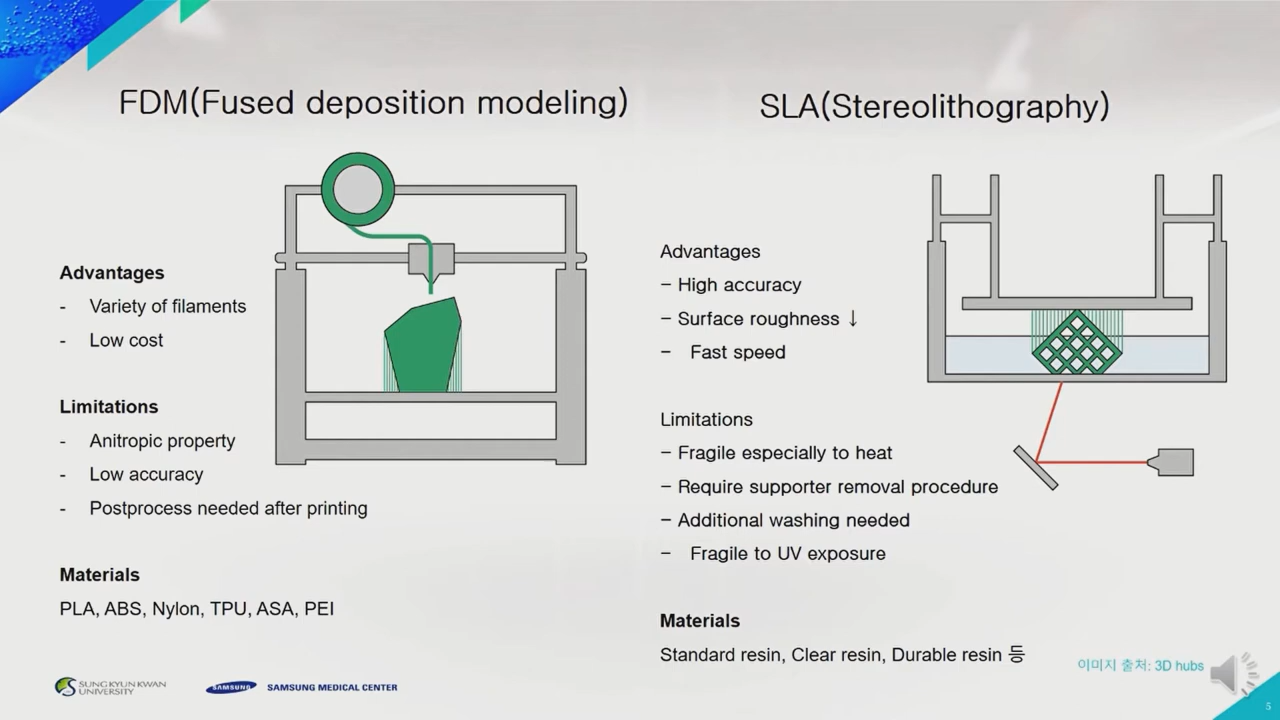 FDM(Fused deposition modeling)
Advantages
- Variety of filaments
- Low cost
Limitations
- Anitropic property
- Low accuracy
- Postprocess needed after printing
Materials
PLA, ABS, Nylon, TPU, ASA, PEI
SLA(Stereolithography)
Advantages
– High accuracy
– Surface roughness ↓
– Fast speed
Limitations
– Fragile especially to heat
– Require supporter removal procedure
– Additional washing needed
– Fragile to UV exposure
Materials
Standard resin, Clear resin, Durable resin 등
이미지 출처: 3D hubs
SUNG KYUN KWAN
UNIVERSITY
SAMSUNG
SAMSUNG MEDICAL CENTER
5